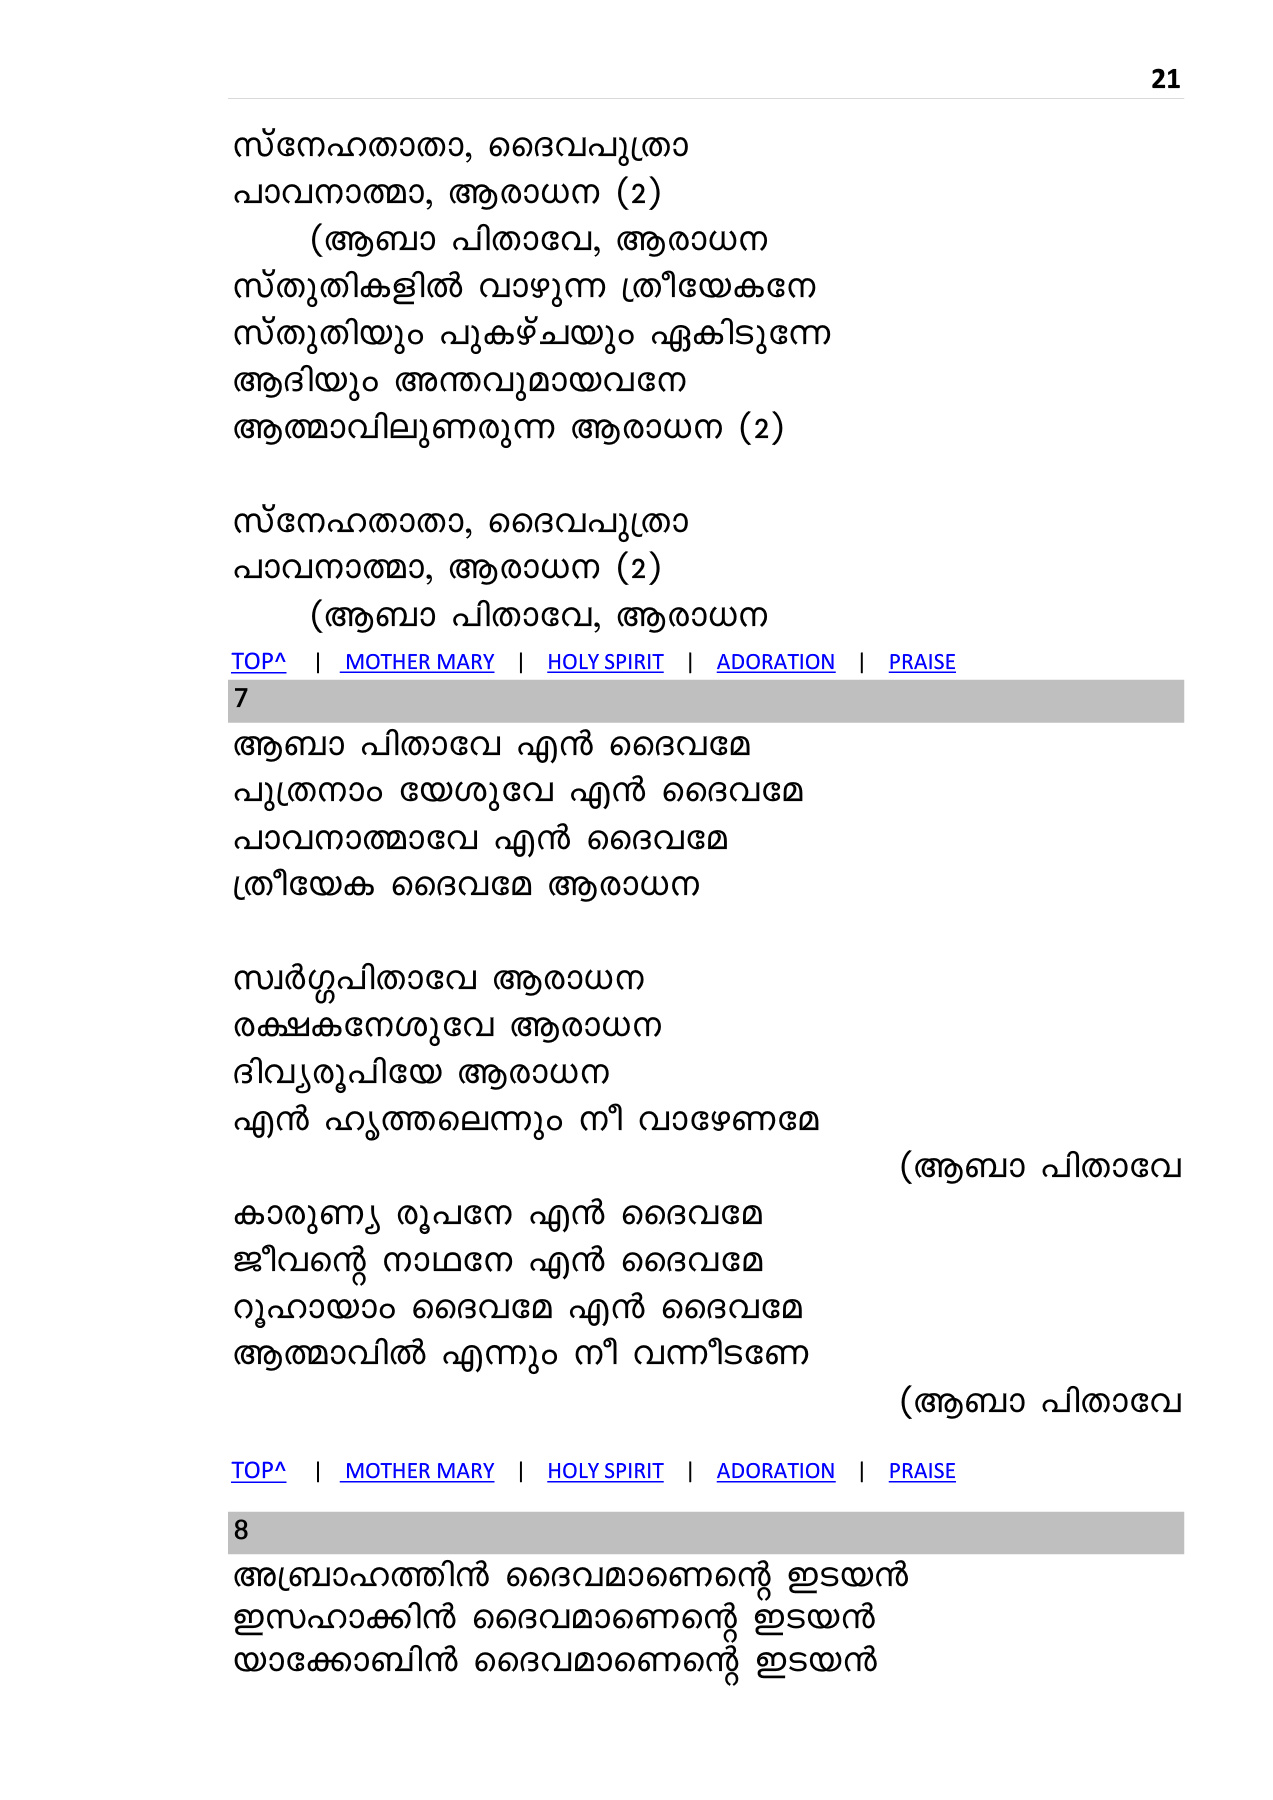 21
സ്നേഹതാതാ, ദൈവപുത്രാ
പാവനാത്മാ, ആരാധന (2)
(ആബാ പിതാവേ, ആരാധന
സ്തുതികളിൽ വാഴുന്ന ത്രീയേകനേ
സ്തുതിയും പുകഴ്ചയും ഏകിടുന്നേ
ആദിയും അന്തവുമായവനേ
ആത്മാവിലുണരുന്ന ആരാധന (2)
സ്നേഹതാതാ, ദൈവപുത്രാ
പാവനാത്മാ, ആരാധന (2)
(ആബാ പിതാവേ, ആരാധന
TOP^ | MOTHER MARY | HOLY SPIRIT | ADORATION | PRAISE
7
ആബാ പിതാവേ എൻ ദൈവമേ
പുത്രനാം യേശുവേ എൻ ദൈവമേ
പാവനാത്മാവേ എൻ ദൈവമേ
ത്രീയേക ദൈവമേ ആരാധന
സ്വർഗ്ഗപിതാവേ ആരാധന
രക്ഷകനേശുവേ ആരാധന
ദിവ്യരൂപിയേ ആരാധന
എൻ ഹൃത്തലെന്നും നീ വാഴേണമേ
(ആബാ പിതാവേ
കാരുണ്യ രൂപനേ എൻ ദൈവമേ
ജീവന്റെ നാഥനേ എൻ ദൈവമേ
റൂഹായാം ദൈവമേ എൻ ദൈവമേ
ആത്മാവിൽ എന്നും നീ വന്നീടണേ
(ആബാ പിതാവേ
TOP^ | MOTHER MARY | HOLY SPIRIT | ADORATION | PRAISE
8
അബ്രാഹത്തിൻ ദൈവമാണെന്റെ ഇടയൻ
ഇസഹാക്കിൻ ദൈവമാണെന്റെ ഇടയൻ
യാക്കോബിൻ ദൈവമാണെന്റെ ഇടയൻ